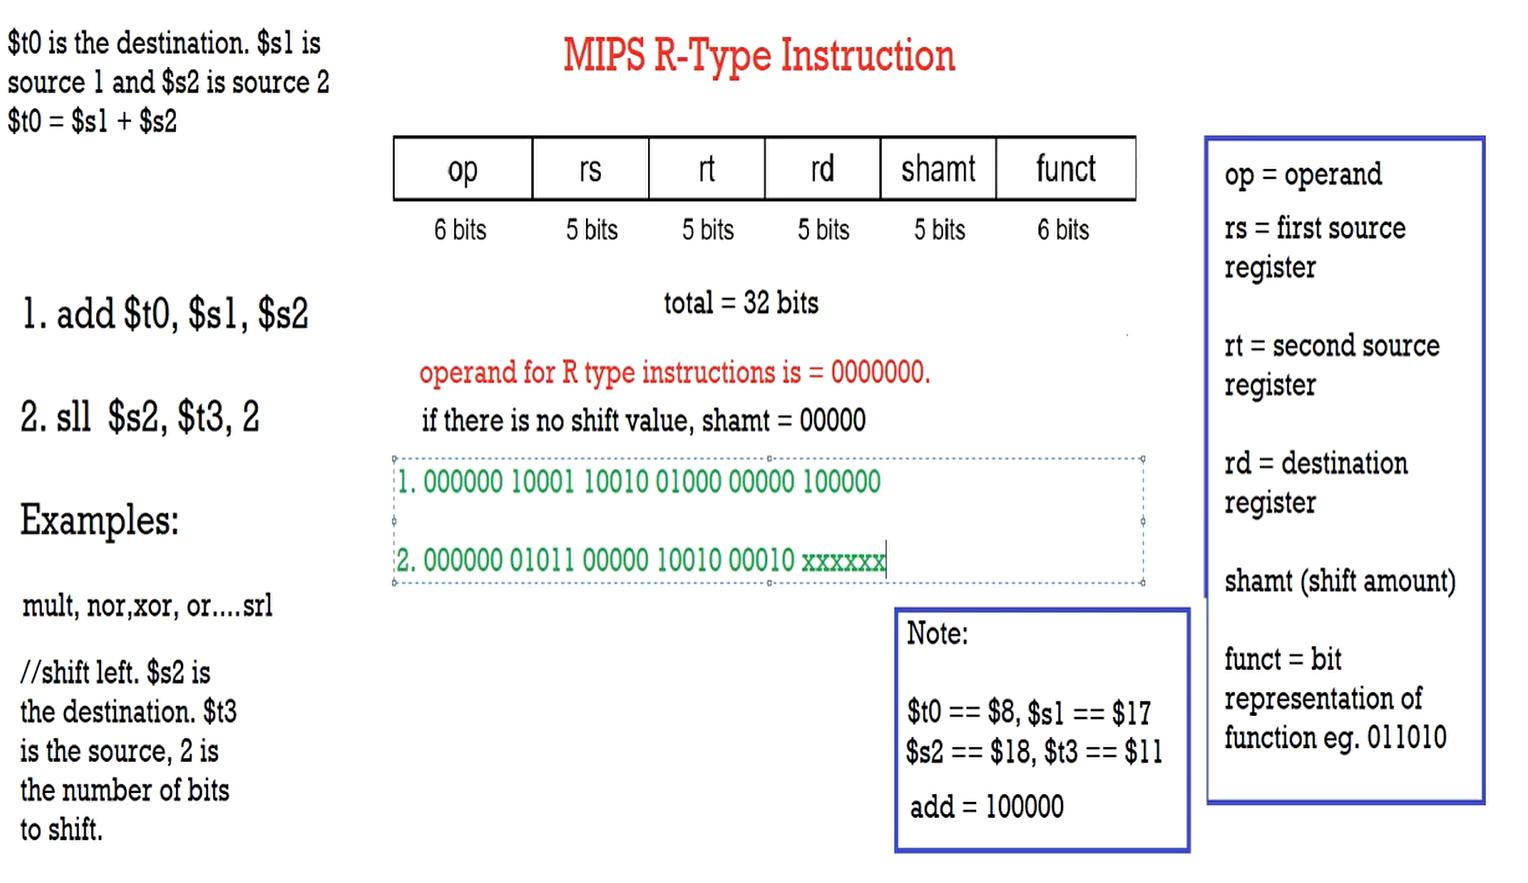 $t0 is the destination. $s1 is
source 1 and $s2 is source 2
$t0 = $s1 + $s2
MIPS R-Type Instruction
op rs rt rd shamt funct
6 bits 5 bits 5 bits 5 bits 5 bits 6 bits
total = 32 bits
1. add $t0, $s1, $s2
2. sll $s2, $t3, 2
Examples:
mult, nor,xor, or....srl
//shift left. $s2 is
the destination. $t3
is the source, 2 is
the number of bits
to shift.
operand for R type instructions is = 0000000.
if there is no shift value, shamt = 00000
1. 000000 10001 10010 01000 00000 100000
2. 000000 01011 00000 10010 00010 xxxxxx
Note:
$t0 == $8, $s1 == $17
$s2 == $18, $t3 == $11
add = 100000
op = operand
rs = first source
register
rt = second source
register
rd = destination
register
shamt (shift amount)
funct = bit
representation of
function eg. 011010